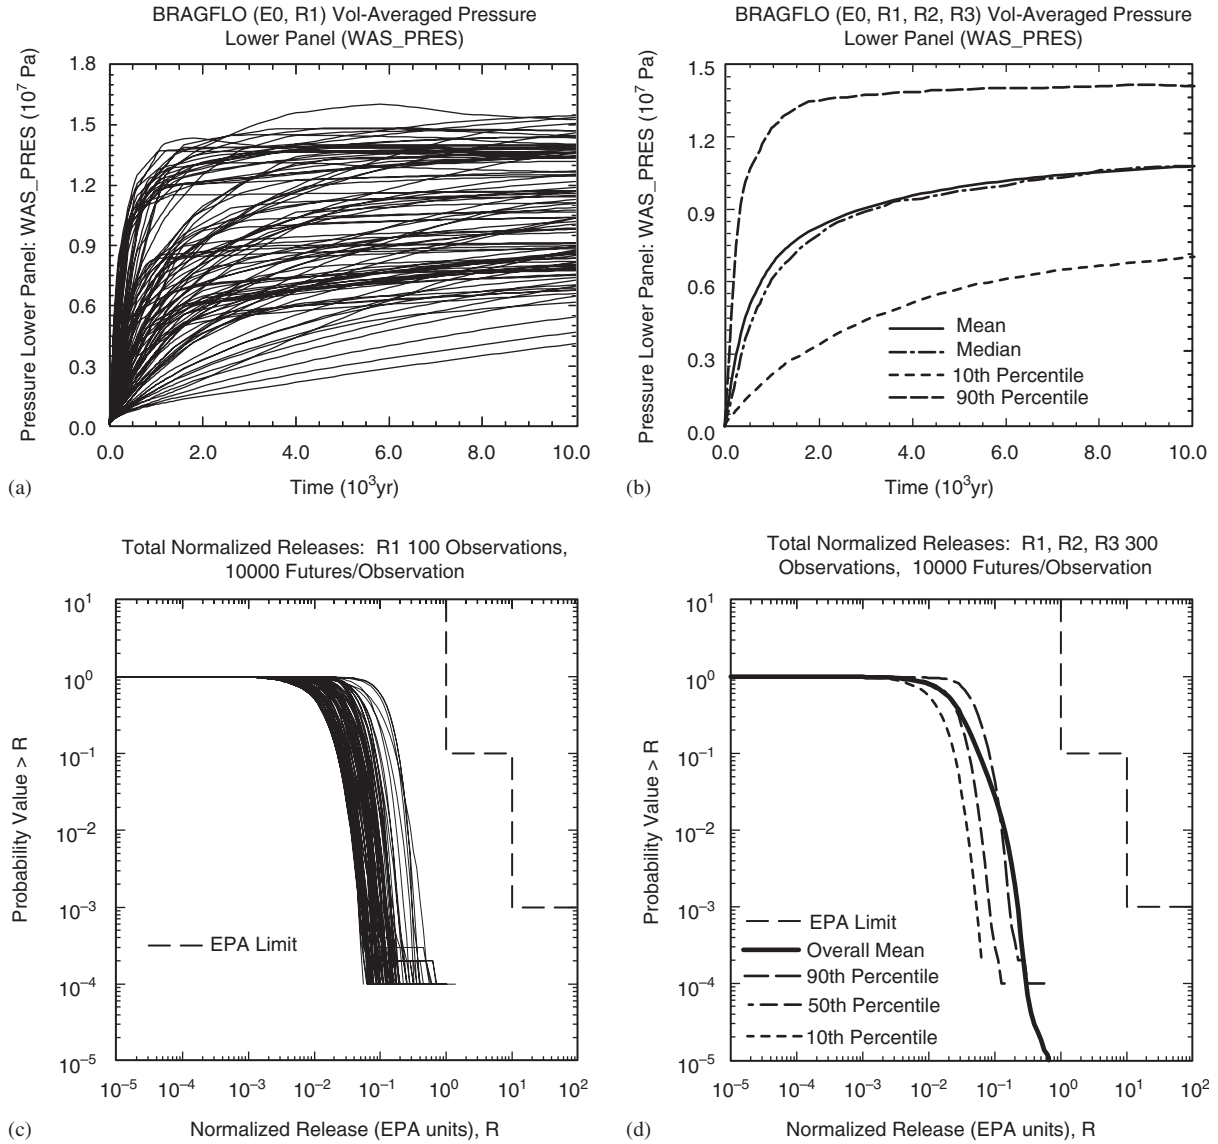 BRAGFLO (E0, R1) Vol-Averaged Pressure
Lower Panel (WAS_PRES)
Pressure Lower Panel: WAS_PRES (10⁷ Pa)
1.8
1.5
1.2
0.9
0.6
0.3
0.0
0.0 2.0 4.0 6.0 8.0 10.0
Time (10³yr)
(a)
BRAGFLO (E0, R1, R2, R3) Vol-Averaged Pressure
Lower Panel (WAS_PRES)
Pressure Lower Panel: WAS_PRES (10⁷ Pa)
1.5
1.2
0.9
0.6
0.3
0.0
Mean
Median
10th Percentile
90th Percentile
0.0 2.0 4.0 6.0 8.0 10.0
Time (10³yr)
(b)
Total Normalized Releases: R1 100 Observations,
10000 Futures/Observation
Probability Value > R
10¹
10⁰
10⁻¹
10⁻²
10⁻³
10⁻⁴
10⁻⁵
EPA Limit
10⁻⁵ 10⁻⁴ 10⁻³ 10⁻² 10⁻¹ 10⁰ 10¹ 10²
Normalized Release (EPA units), R
(c)
Total Normalized Releases: R1, R2, R3 300
Observations, 10000 Futures/Observation
Probability Value > R
10¹
10⁰
10⁻¹
10⁻²
10⁻³
10⁻⁴
10⁻⁵
EPA Limit
Overall Mean
90th Percentile
50th Percentile
10th Percentile
10⁻⁵ 10⁻⁴ 10⁻³ 10⁻² 10⁻¹ 10⁰ 10¹ 10²
Normalized Release (EPA units), R
(d)